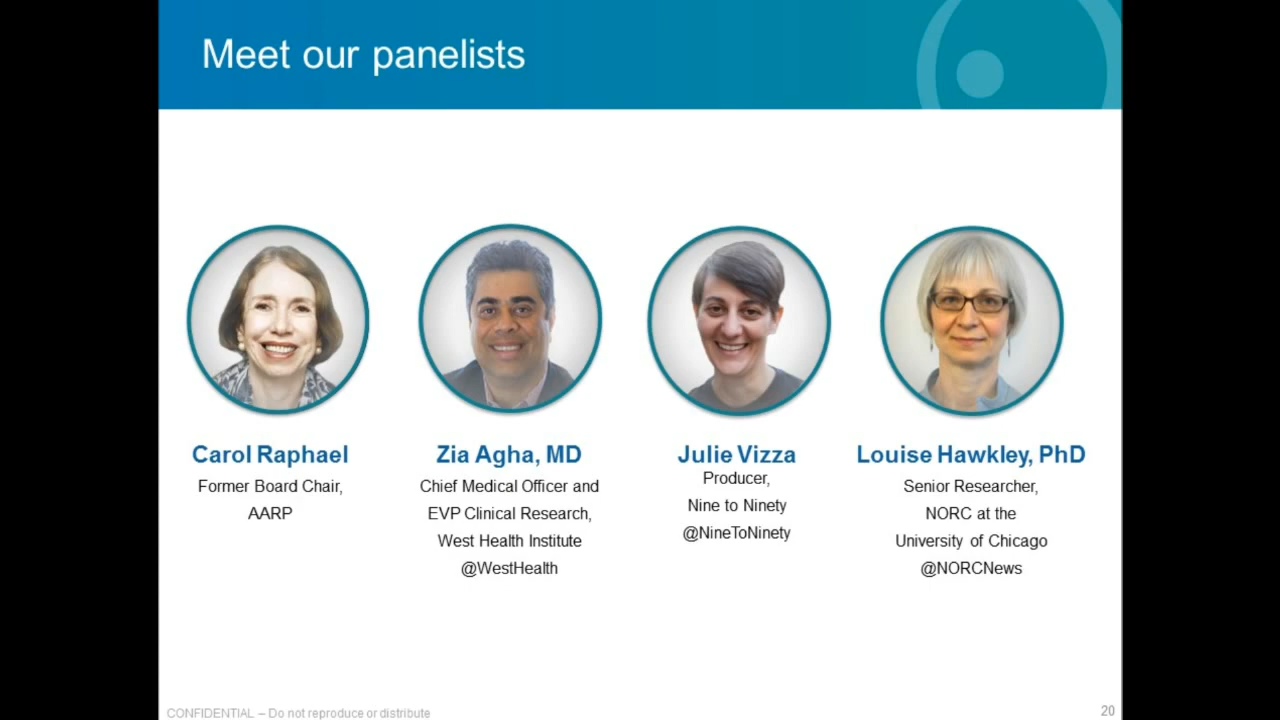 Meet our panelists
Carol Raphael
Former Board Chair,
AARP
Zia Agha, MD
Chief Medical Officer and
EVP Clinical Research,
West Health Institute
@WestHealth
Julie Vizza
Producer,
Nine to Ninety
@NineToNinety
Louise Hawkley, PhD
Senior Researcher,
NORC at the
University of Chicago
@NORCNews
CONFIDENTIAL – Do not reproduce or distribute
20